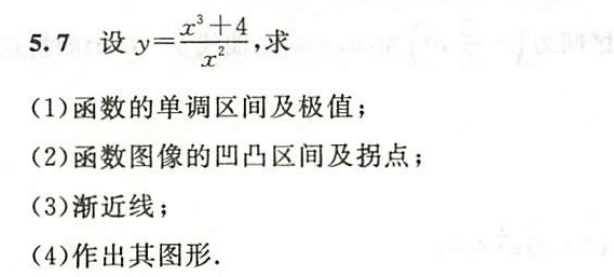 5.7 设 y=\frac{x^3+4}{x^2},求
(1)函数的单调区间及极值;
(2)函数图像的凹凸区间及拐点;
(3)渐近线;
(4)作出其图形.